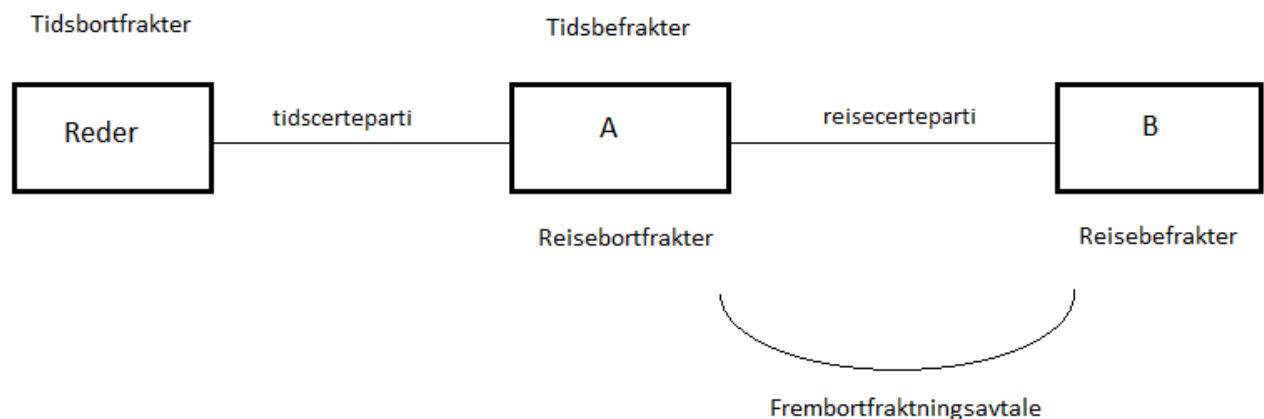 Tidsbortfrakter
Tidsbefrakter
Reder
tidscerteparti
A
reisecerteparti
B
Reisebortfrakter
Reisebefrakter
Frembortfraktningsavtale